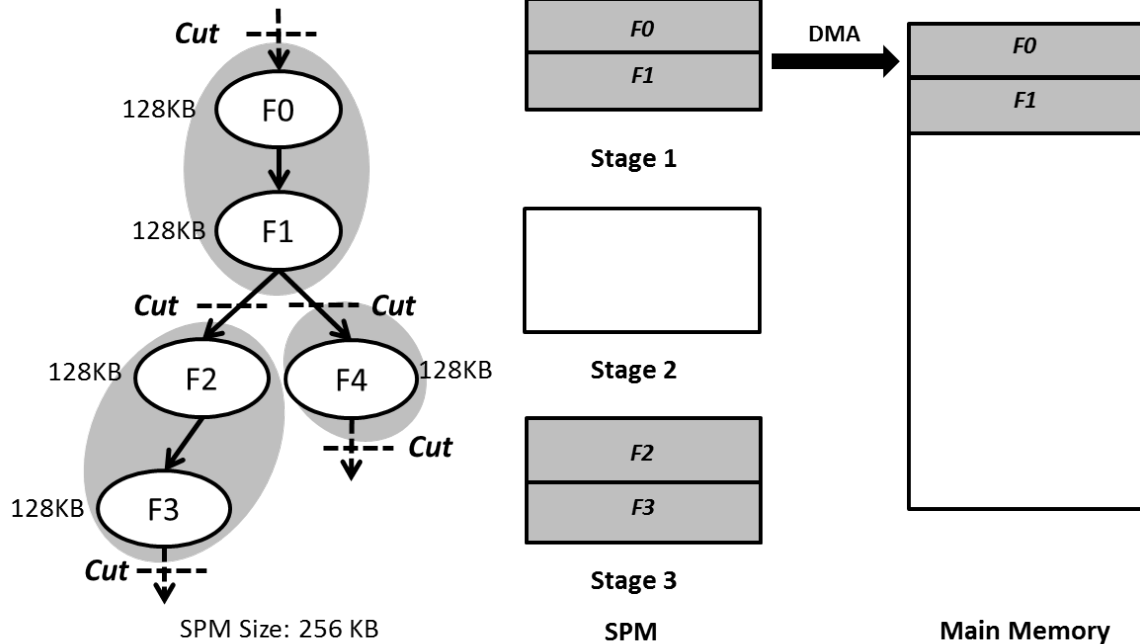 Cut
128KB
F0
128KB
F1
Cut
Cut
128KB
F2
F4
128KB
Cut
128KB
F3
Cut
SPM Size: 256 KB
F0
F1
Stage 1
Stage 2
F2
F3
Stage 3
SPM
DMA
F0
F1
Main Memory